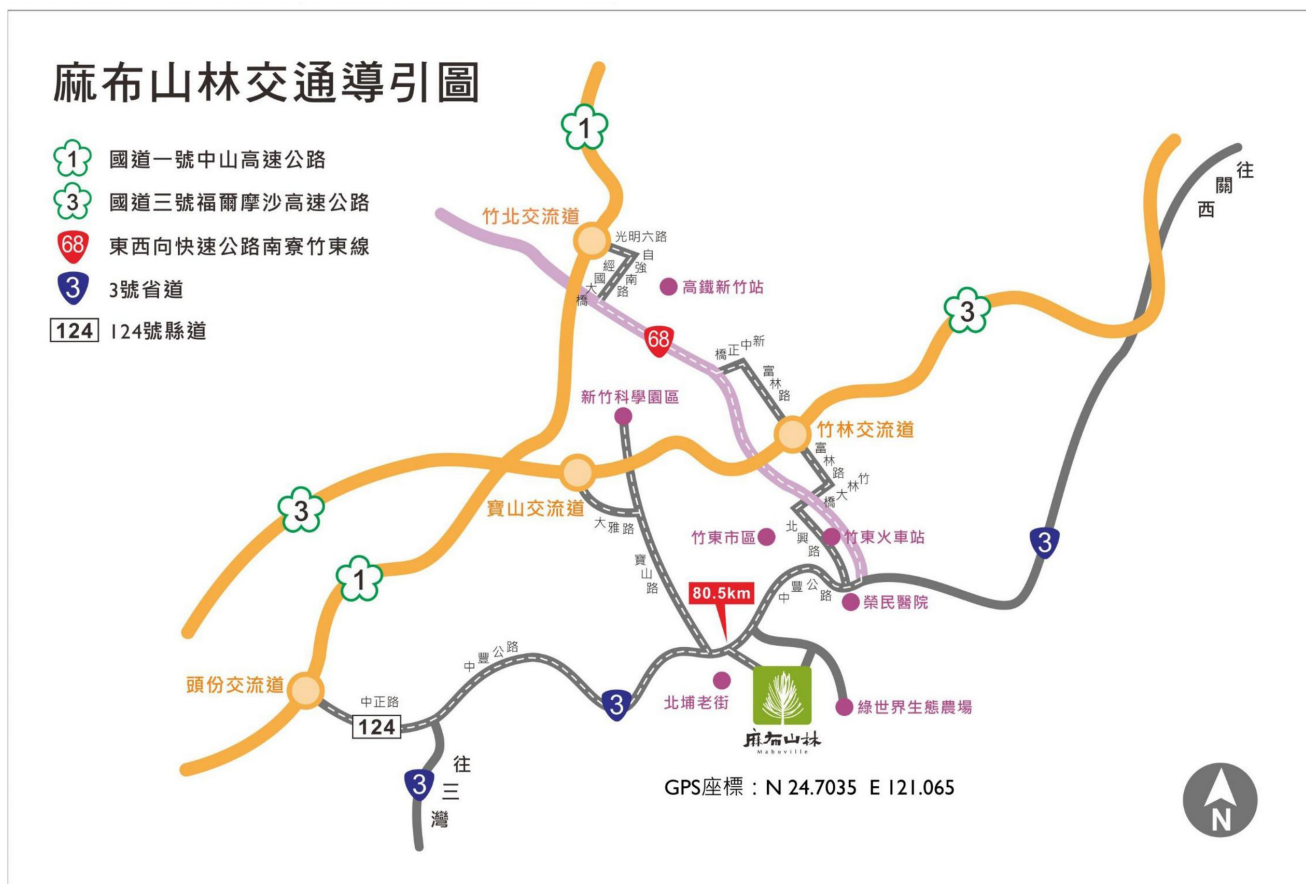 麻布山林交通導引圖
1 國道一號中山高速公路
3 國道三號福爾摩沙高速公路
68 東西向快速公路南寮竹東線
3 3號省道
124 124號縣道
1
往關西
竹北交流道
光明六路
自強南路
經國大橋
高鐵新竹站
68
3
新中正橋
富林路
新竹科學園區
竹林交流道
富林路
竹林大橋
寶山交流道
3
大雅路
北興路
竹東市區
竹東火車站
3
寶山路
1
80.5km
中豐公路
榮民醫院
中豐公路
頭份交流道
中正路
124
3
北埔老街
綠世界生態農場
麻布山林
Mabuville
3
往三灣
GPS座標：N 24.7035 E 121.065
N